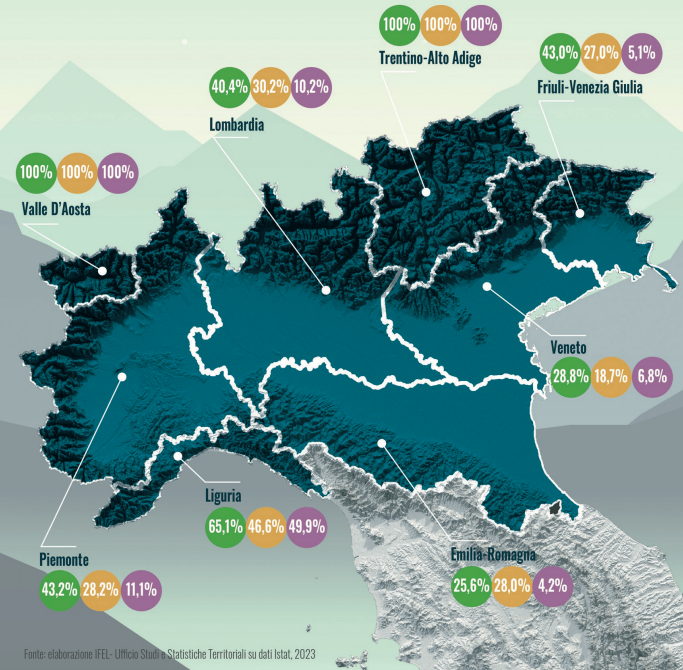 100% 100% 100%
Trentino-Alto Adige
43,0% 27,0% 5,1%
Friuli-Venezia Giulia
40,4% 30,2% 10,2%
Lombardia
100% 100% 100%
Valle D'Aosta
Veneto
28,8% 18,7% 6,8%
Liguria
65,1% 46,6% 49,9%
Piemonte
43,2% 28,2% 11,1%
Emilia-Romagna
25,6% 28,0% 4,2%
Fonte: elaborazione IFEL- Ufficio Studi e Statistiche Territoriali su dati Istat, 2023